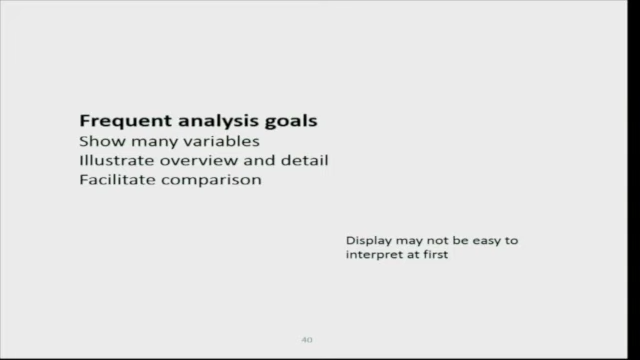 Frequent analysis goals
Show many variables
Illustrate overview and detail
Facilitate comparison
Display may not be easy to
interpret at first
40